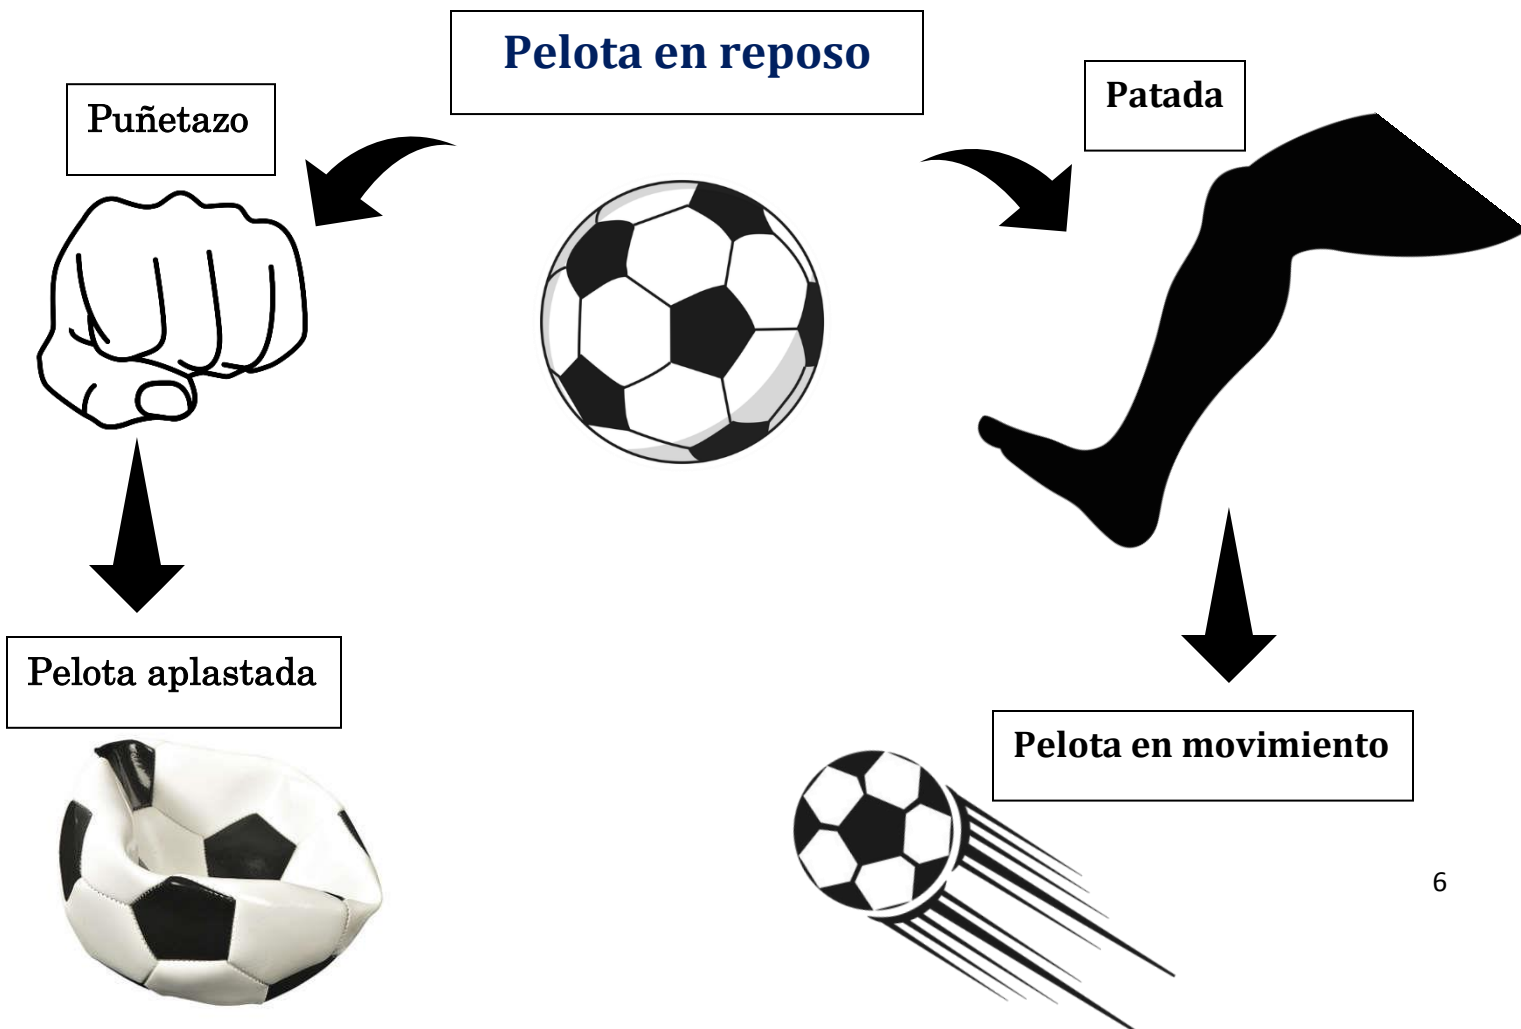 Pelota en reposo
Puñetazo
Patada
Pelota aplastada
Pelota en movimiento
6